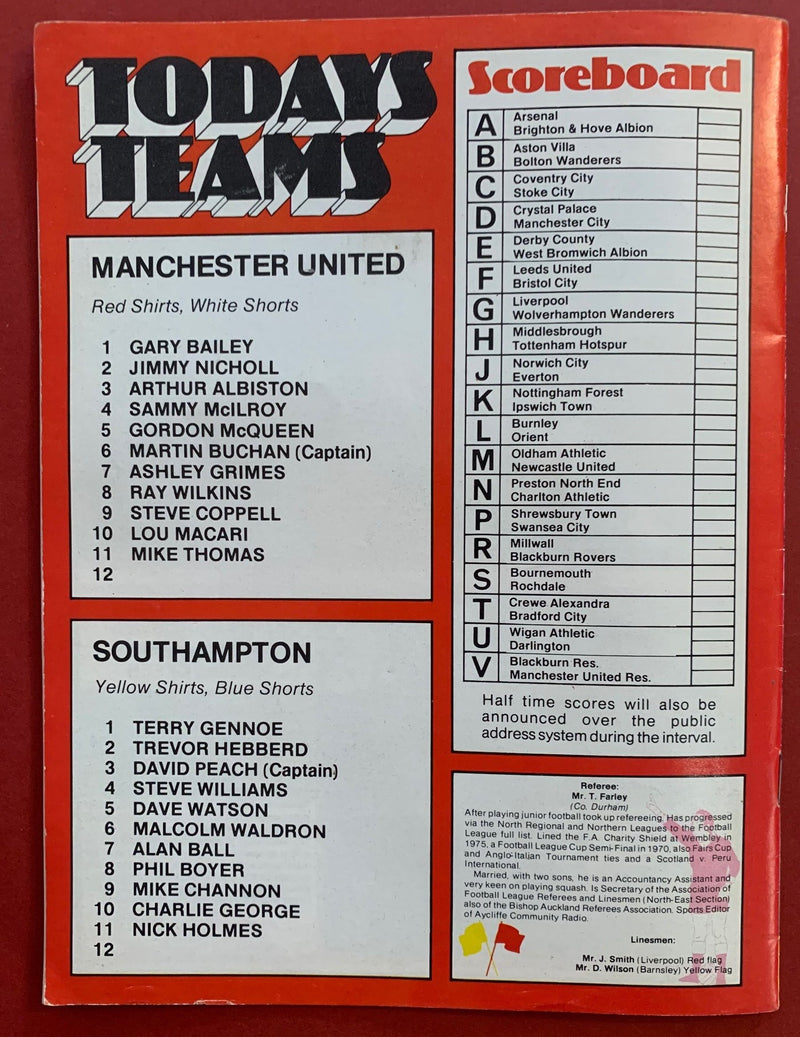 TODAYS
TEAMS
MANCHESTER UNITED
Red Shirts, White Shorts
1 GARY BAILEY
2 JIMMY NICHOLL
3 ARTHUR ALBISTON
4 SAMMY McILROY
5 GORDON McQUEEN
6 MARTIN BUCHAN (Captain)
7 ASHLEY GRIMES
8 RAY WILKINS
9 STEVE COPPELL
10 LOU MACARI
11 MIKE THOMAS
12
SOUTHAMPTON
Yellow Shirts, Blue Shorts
1 TERRY GENNOE
2 TREVOR HEBBERD
3 DAVID PEACH (Captain)
4 STEVE WILLIAMS
5 DAVE WATSON
6 MALCOLM WALDRON
7 ALAN BALL
8 PHIL BOYER
9 MIKE CHANNON
10 CHARLIE GEORGE
11 NICK HOLMES
12
Scoreboard
A Arsenal
Brighton & Hove Albion
B Aston Villa
Bolton Wanderers
C Coventry City
Stoke City
D Crystal Palace
Manchester City
E Derby County
West Bromwich Albion
F Leeds United
Bristol City
G Liverpool
Wolverhampton Wanderers
H Middlesbrough
Tottenham Hotspur
J Norwich City
Everton
K Nottingham Forest
Ipswich Town
L Burnley
Orient
M Oldham Athletic
Newcastle United
N Preston North End
Charlton Athletic
P Shrewsbury Town
Swansea City
R Millwall
Blackburn Rovers
S Bournemouth
Rochdale
T Crewe Alexandra
Bradford City
U Wigan Athletic
Darlington
V Blackburn Res.
Manchester United Res.
Half time scores will also be
announced over the public
address system during the interval.
Referee:
Mr. T. Farley
(Co. Durham)
After playing junior football took up refereeing. Has progressed
via the North Regional and Northern Leagues to the Football
League full list. Lined the F.A. Charity Shield at Wembley in
1975, a Football League Cup Semi-Final in 1970, also Fairs Cup
and Anglo-Italian Tournament ties and a Scotland v. Peru
International.
Married, with two sons, he is an Accountancy Assistant and
very keen on playing squash. Is Secretary of the Association of
Football League Referees and Linesmen (North-East Section)
also of the Bishop Auckland Referees Association. Sports Editor
of Aycliffe Community Radio.
Linesmen:
Mr. J. Smith (Liverpool) Red flag
Mr. D. Wilson (Barnsley) Yellow Flag